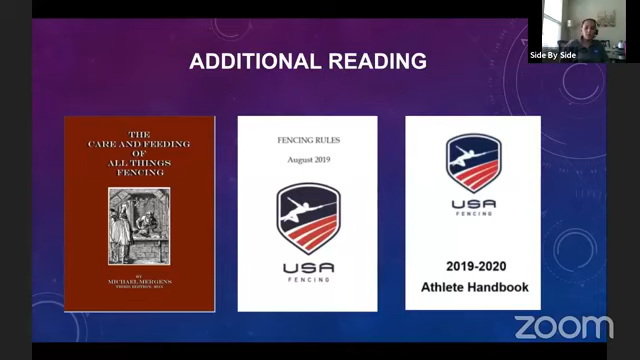 Side By Side
ADDITIONAL READING
THE
CARE AND FEEDING
OF
ALL THINGS
FENCING
BY
MICHAEL MERGENS
FENCING RULES
August 2019
USA
FENCING
USA
FENCING
2019-2020
Athlete Handbook
zoom